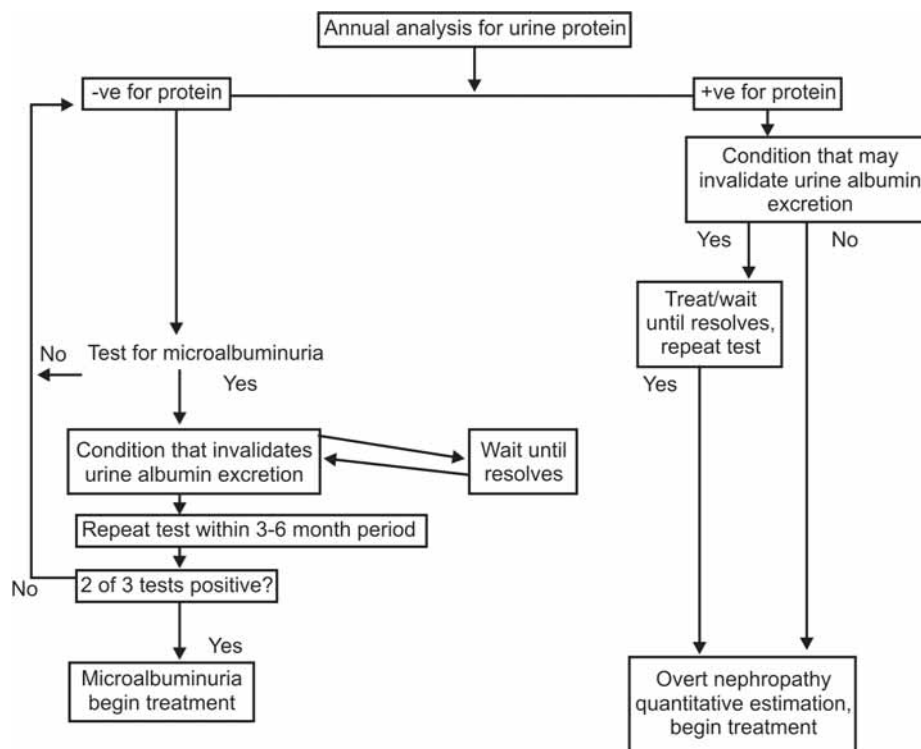 Annual analysis for urine protein
-ve for protein
+ve for protein
Condition that may
invalidate urine albumin
excretion
Yes
No
Treat/wait
until resolves,
repeat test
No
Test for microalbuminuria
Yes
Yes
Condition that invalidates
urine albumin excretion
Wait until
resolves
Repeat test within 3-6 month period
No
2 of 3 tests positive?
Yes
Microalbuminuria
begin treatment
Overt nephropathy
quantitative estimation,
begin treatment